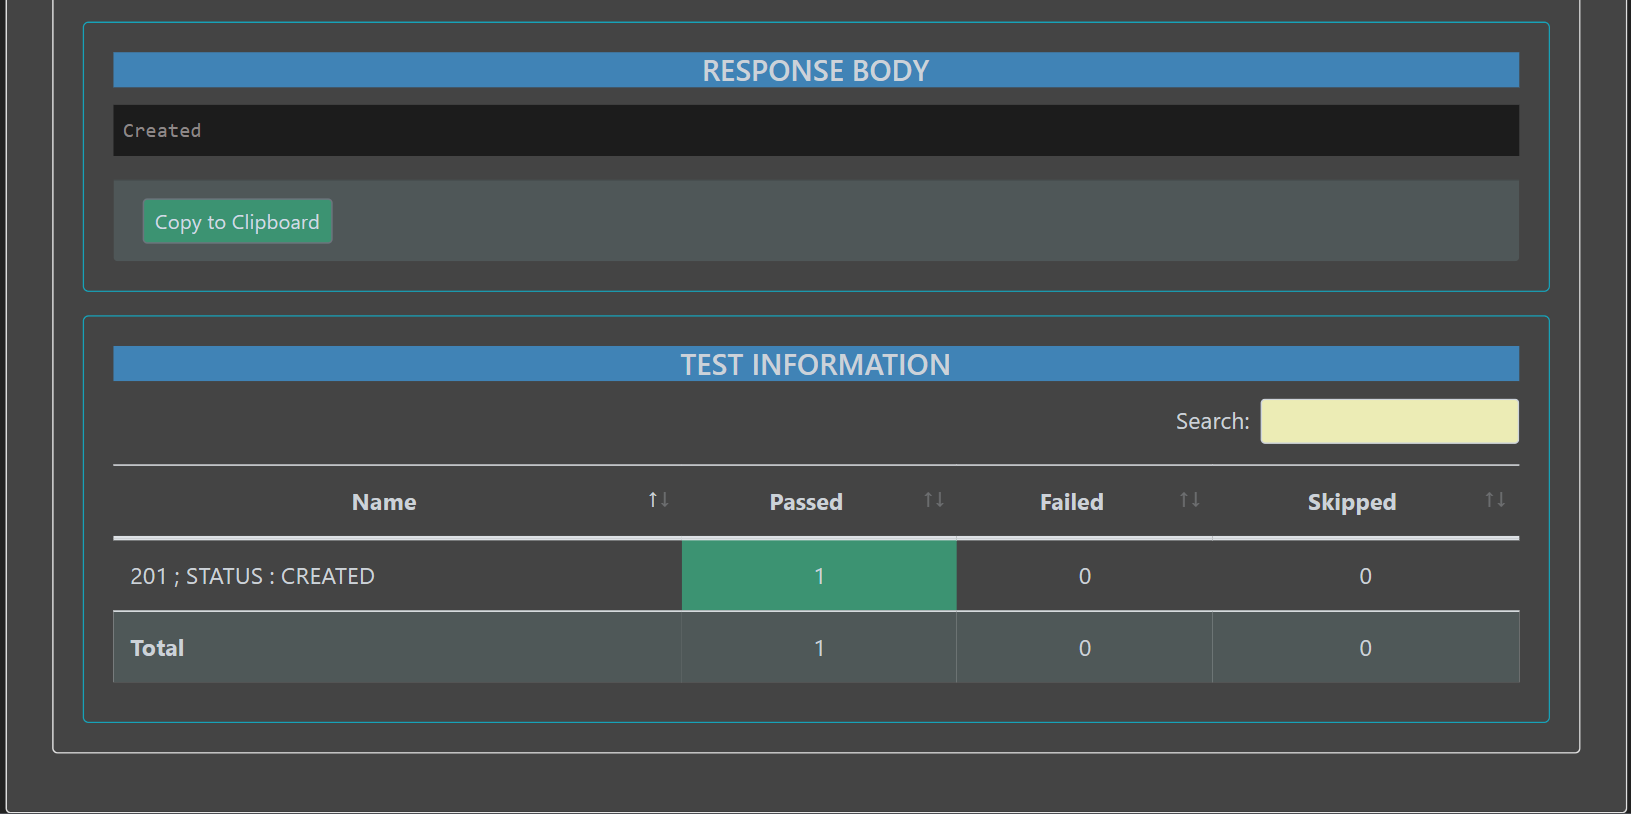 RESPONSE BODY
Created
Copy to Clipboard
TEST INFORMATION
Search:
Name Passed Failed Skipped
201 ; STATUS : CREATED 1 0 0
Total 1 0 0